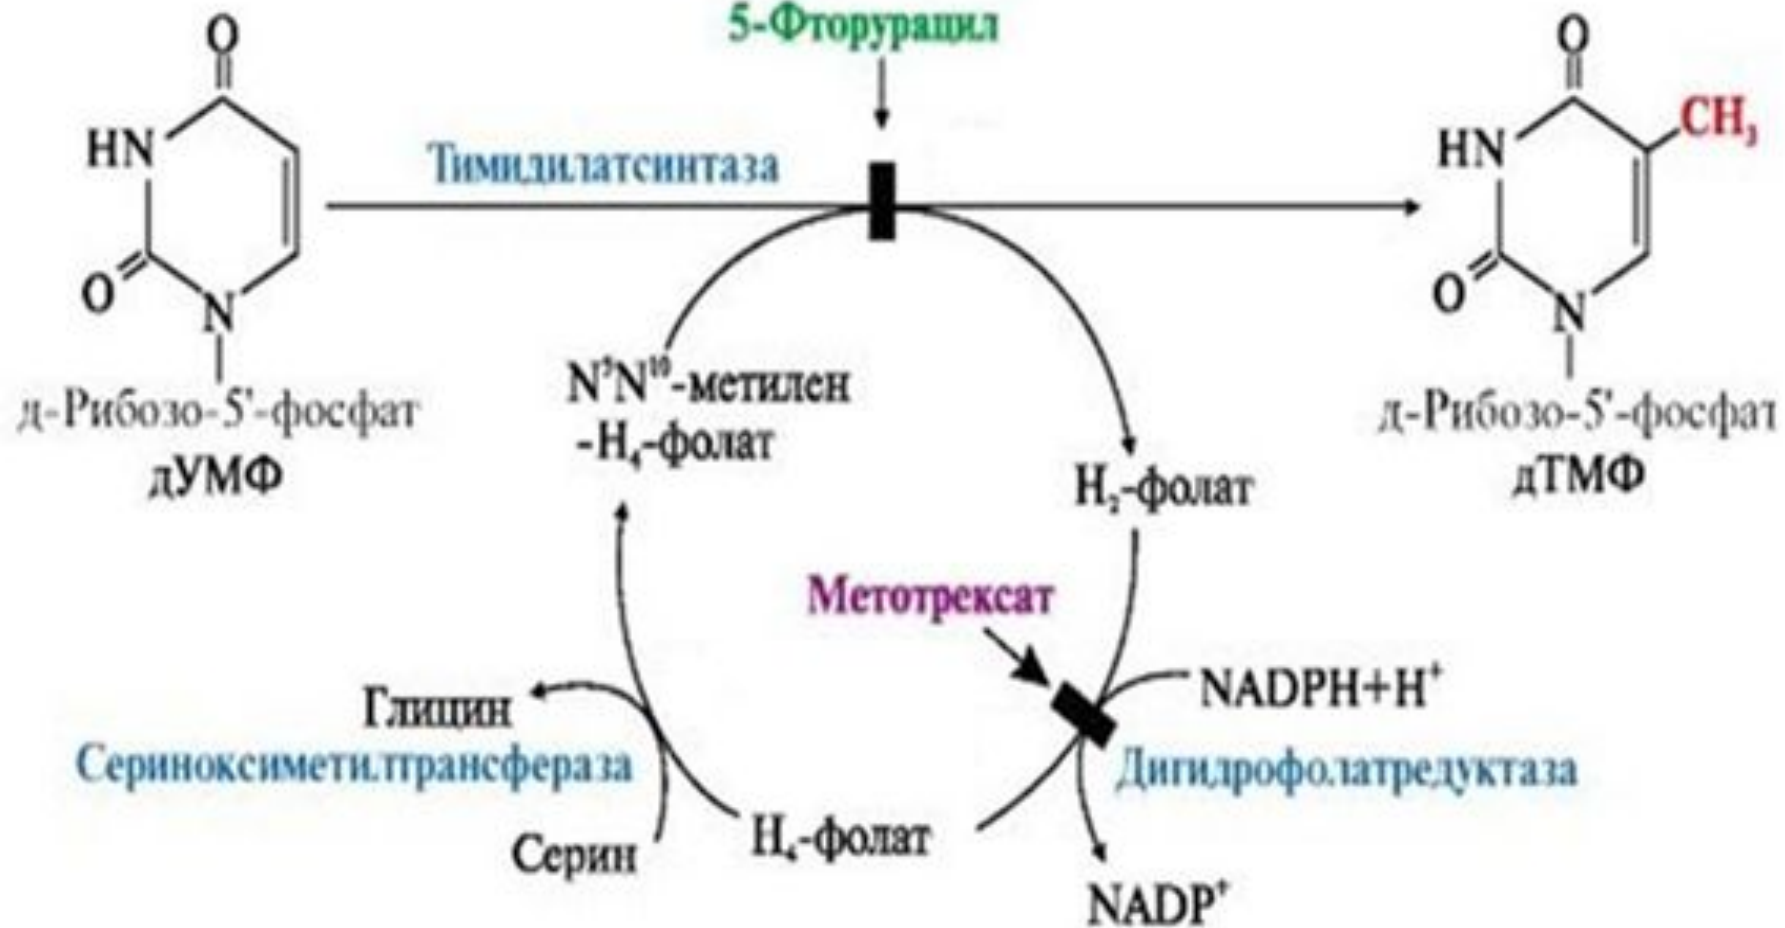 5-Фторурацил
O
HN
O
N
д-Рибозо-5'-фосфат
дУМФ
Тимидилатсинтаза
O
CH₃
HN
O
N
д-Рибозо-5'-фосфат
дТМФ
N⁵N¹⁰-метилен
-H₄-фолат
H₂-фолат
Метотрексат
NADPH+H⁺
Глицин
Дигидрофолатредуктаза
Сериноксиметилтрансфераза
H₄-фолат
Серин
NADP⁺